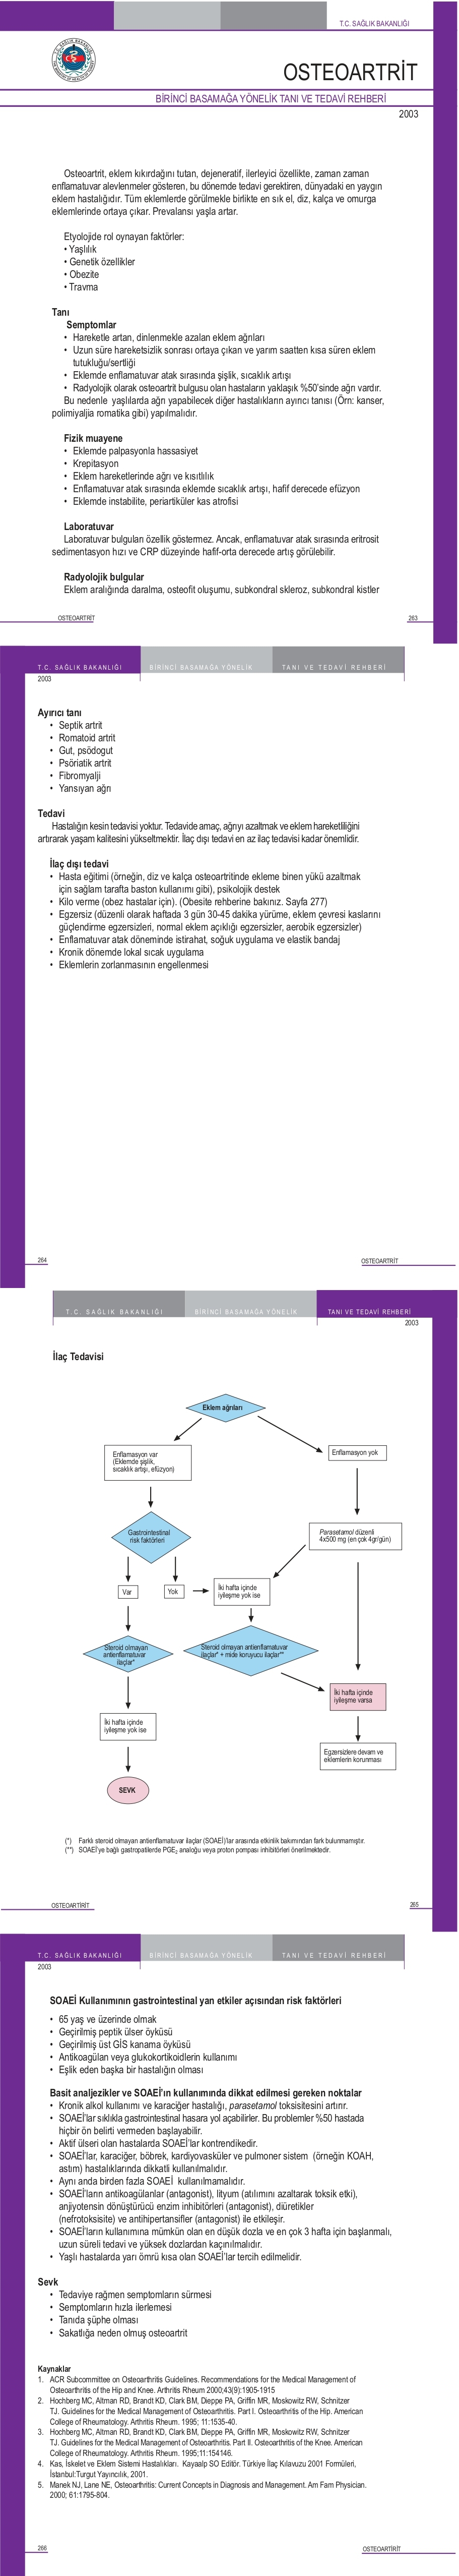 T.C. SAĞLIK BAKANLIĞI
OSTEOARTRİT
BİRİNCİ BASAMAĞA YÖNELİK TANI VE TEDAVİ REHBERİ
2003
Osteoartrit, eklem kıkırdağını tutan, dejeneratif, ilerleyici özellikte, zaman zaman
enflamatuvar alevlenmeler gösteren, bu dönemde tedavi gerektiren, dünyadaki en yaygın
eklem hastalığıdır. Tüm eklemlerde görülmekle birlikte en sık el, diz, kalça ve omurga
eklemlerinde ortaya çıkar. Prevalansı yaşla artar.
Etyolojide rol oynayan faktörler:
• Yaşlılık
• Genetik özellikler
• Obezite
• Travma
Tanı
Semptomlar
• Hareketle artan, dinlenmekle azalan eklem ağrıları
• Uzun süre hareketsizlik sonrası ortaya çıkan ve yarım saatten kısa süren eklem
tutukluğu/sertliği
• Eklemde enflamatuvar atak sırasında şişlik, sıcaklık artışı
• Radyolojik olarak osteoartrit bulgusu olan hastaların yaklaşık %50'sinde ağrı vardır.
Bu nedenle yaşlılarda ağrı yapabilecek diğer hastalıkların ayırıcı tanısı (Örn: kanser,
polimiyaljia romatika gibi) yapılmalıdır.
Fizik muayene
• Eklemde palpasyonla hassasiyet
• Krepitasyon
• Eklem hareketlerinde ağrı ve kısıtlılık
• Enflamatuvar atak sırasında eklemde sıcaklık artışı, hafif derecede efüzyon
• Eklemde instabilite, periartiküler kas atrofisi
Laboratuvar
Laboratuvar bulguları özellik göstermez. Ancak, enflamatuvar atak sırasında eritrosit
sedimentasyon hızı ve CRP düzeyinde hafif-orta derecede artış görülebilir.
Radyolojik bulgular
Eklem aralığında daralma, osteofit oluşumu, subkondral skleroz, subkondral kistler
OSTEOARTRİT
263
T.C. SAĞLIK BAKANLIĞI BİRİNCİ BASAMAĞA YÖNELİK TANI VE TEDAVİ REHBERİ
2003
Ayırıcı tanı
• Septik artrit
• Romatoid artrit
• Gut, psödogut
• Psöriatik artrit
• Fibromyalji
• Yansıyan ağrı
Tedavi
Hastalığın kesin tedavisi yoktur. Tedavide amaç, ağrıyı azaltmak ve eklem hareketliliğini
artırarak yaşam kalitesini yükseltmektir. İlaç dışı tedavi en az ilaç tedavisi kadar önemlidir.
İlaç dışı tedavi
• Hasta eğitimi (örneğin, diz ve kalça osteoartritinde ekleme binen yükü azaltmak
için sağlam tarafta baston kullanımı gibi), psikolojik destek
• Kilo verme (obez hastalar için). (Obesite rehberine bakınız. Sayfa 277)
• Egzersiz (düzenli olarak haftada 3 gün 30-45 dakika yürüme, eklem çevresi kaslarını
güçlendirme egzersizleri, normal eklem açıklığı egzersizler, aerobik egzersizler)
• Enflamatuvar atak döneminde istirahat, soğuk uygulama ve elastik bandaj
• Kronik dönemde lokal sıcak uygulama
• Eklemlerin zorlanmasının engellenmesi
264
OSTEOARTRİT
T.C. SAĞLIK BAKANLIĞI BİRİNCİ BASAMAĞA YÖNELİK TANI VE TEDAVİ REHBERİ
2003
İlaç Tedavisi
Eklem ağrıları
Enflamasyon var
(Eklemde şişlik,
sıcaklık artışı, efüzyon)
Enflamasyon yok
Gastrointestinal
risk faktörleri
Parasetamol düzenli
4x500 mg (en çok 4gr/gün)
Var
Yok
İki hafta içinde
iyileşme yok ise
Steroid olmayan
antienflamatuvar
ilaçlar*
Steroid olmayan antienflamatuvar
ilaçlar* + mide koruyucu ilaçlar**
İki hafta içinde
iyileşme varsa
İki hafta içinde
iyileşme yok ise
Egzersizlere devam ve
eklemlerin korunması
SEVK
(*) Farklı steroid olmayan antienflamatuvar ilaçlar (SOAEİ)'lar arasında etkinlik bakımından fark bulunmamıştır.
(**) SOAEİ'ye bağlı gastropatilerde PGE2 analoğu veya proton pompası inhibitörleri önerilmektedir.
OSTEOARTİRİT
265
T.C. SAĞLIK BAKANLIĞI BİRİNCİ BASAMAĞA YÖNELİK TANI VE TEDAVİ REHBERİ
2003
SOAEİ Kullanımının gastrointestinal yan etkiler açısından risk faktörleri
• 65 yaş ve üzerinde olmak
• Geçirilmiş peptik ülser öyküsü
• Geçirilmiş üst GİS kanama öyküsü
• Antikoagülan veya glukokortikoidlerin kullanımı
• Eşlik eden başka bir hastalığın olması
Basit analjezikler ve SOAEİ'ın kullanımında dikkat edilmesi gereken noktalar
• Kronik alkol kullanımı ve karaciğer hastalığı, parasetamol toksisitesini artırır.
• SOAEİ'lar sıklıkla gastrointestinal hasara yol açabilirler. Bu problemler %50 hastada
hiçbir ön belirti vermeden başlayabilir.
• Aktif ülseri olan hastalarda SOAEİ'lar kontrendikedir.
• SOAEİ'lar, karaciğer, böbrek, kardiyovasküler ve pulmoner sistem (örneğin KOAH,
astım) hastalıklarında dikkatli kullanılmalıdır.
• Aynı anda birden fazla SOAEİ kullanılmamalıdır.
• SOAEİ'ların antikoagülanlar (antagonist), lityum (atılımını azaltarak toksik etki),
anjiyotensin dönüştürücü enzim inhibitörleri (antagonist), diüretikler
(nefrotoksisite) ve antihipertansifler (antagonist) ile etkileşir.
• SOAEİ'ların kullanımına mümkün olan en düşük dozla ve en çok 3 hafta için başlanmalı,
uzun süreli tedavi ve yüksek dozlardan kaçınılmalıdır.
• Yaşlı hastalarda yarı ömrü kısa olan SOAEİ'lar tercih edilmelidir.
Sevk
• Tedaviye rağmen semptomların sürmesi
• Semptomların hızla ilerlemesi
• Tanıda şüphe olması
• Sakatlığa neden olmuş osteoartrit
Kaynaklar
1. ACR Subcommittee on Osteoarthritis Guidelines. Recommendations for the Medical Management of
Osteoarthritis of the Hip and Knee. Arthritis Rheum 2000;43(9):1905-1915
2. Hochberg MC, Altman RD, Brandt KD, Clark BM, Dieppe PA, Griffin MR, Moskowitz RW, Schnitzer
TJ. Guidelines for the Medical Management of Osteoarthritis. Part I. Osteoarthritis of the Hip. American
College of Rheumatology. Arthritis Rheum. 1995; 11:1535-40.
3. Hochberg MC, Altman RD, Brandt KD, Clark BM, Dieppe PA, Griffin MR, Moskowitz RW, Schnitzer
TJ. Guidelines for the Medical Management of Osteoarthritis. Part II. Osteoarthritis of the Knee. American
College of Rheumatology. Arthritis Rheum. 1995;11:154146.
4. Kas, İskelet ve Eklem Sistemi Hastalıkları. Kayaalp SO Editör. Türkiye İlaç Kılavuzu 2001 Formüleri,
İstanbul:Turgut Yayıncılık, 2001.
5. Manek NJ, Lane NE, Osteoarthritis: Current Concepts in Diagnosis and Management. Am Fam Physician.
2000; 61:1795-804.
266
OSTEOARTİRİT